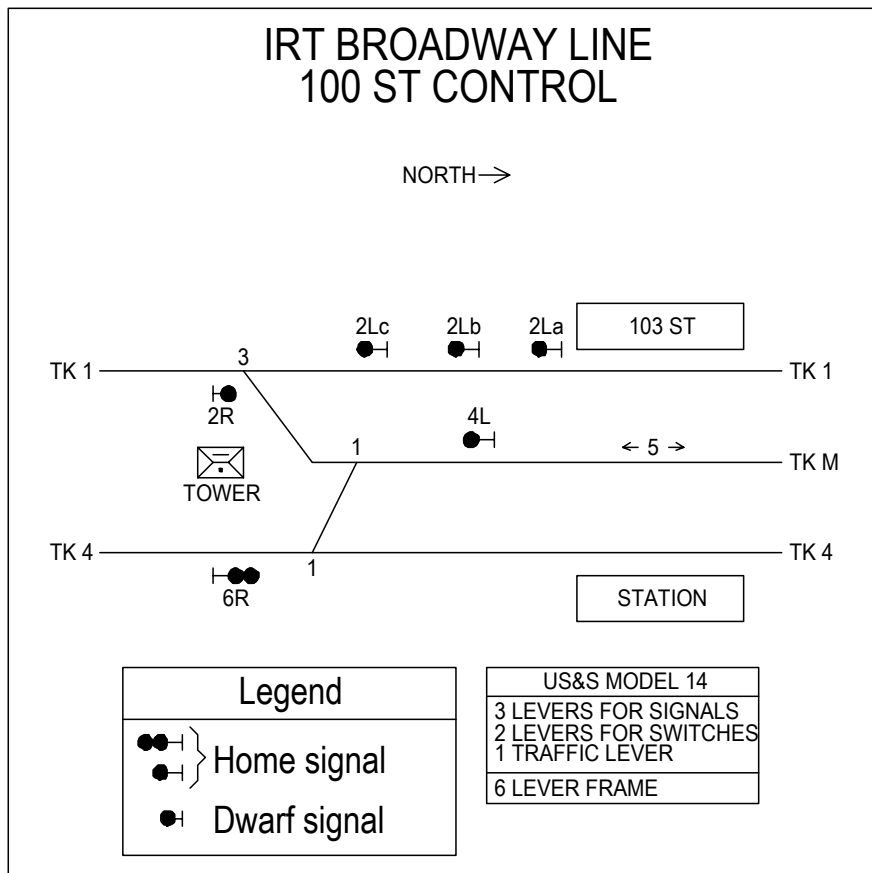 IRT BROADWAY LINE
100 ST CONTROL
NORTH
2Lc 2Lb 2La 103 ST
TK 1 3 TK 1
2R 4L
1 5 TK M
TOWER
TK 4 TK 4
1
6R STATION
Legend
Home signal
Dwarf signal
US&S MODEL 14
3 LEVERS FOR SIGNALS
2 LEVERS FOR SWITCHES
1 TRAFFIC LEVER
6 LEVER FRAME